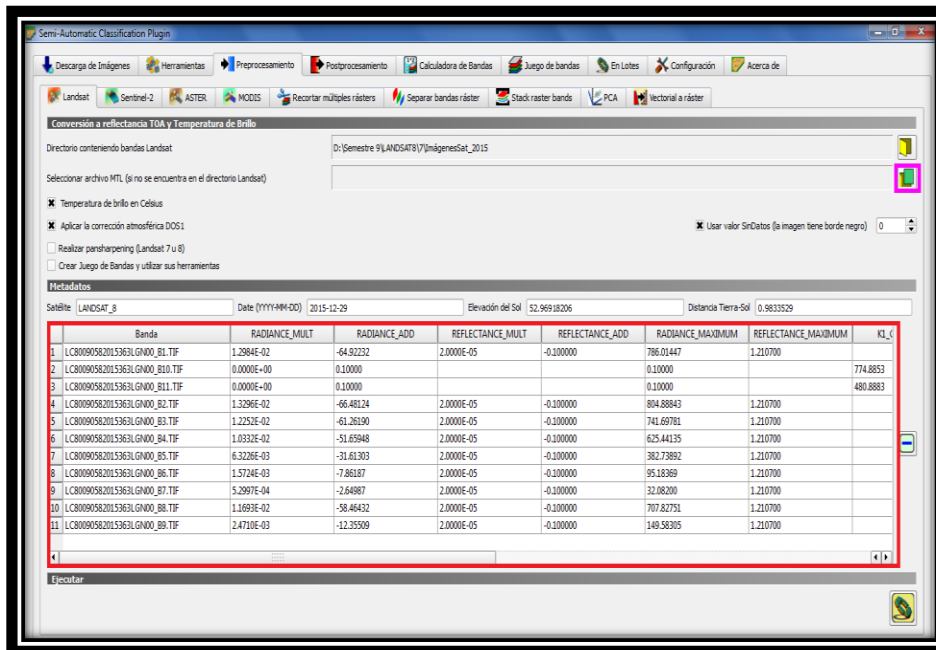 Semi-Automatic Classification Plugin
Descarga de Imágenes Herramientas Preprocesamiento Postprocesamiento Calculadora de Bandas Juego de bandas En Lotes Configuración Acerca de
Landsat Sentinel-2 ASTER MODIS Recortar múltiples rásters Separar bandas ráster Stack raster bands PCA Vectorial a ráster
Conversión a reflectancia TOA y Temperatura de Brillo
Directorio conteniendo bandas Landsat D:\Semestre 9\LANDSAT8\7\ImágenesSat_2015
Seleccionar archivo MTL (si no se encuentra en el directorio Landsat)
Temperatura de brillo en Celsius
Aplicar la corrección atmosférica DOS1 Usar valor SinDatos (la imagen tiene borde negro) 0
Realizar pansharpening (Landsat 7 u 8)
Crear Juego de Bandas y utilizar sus herramientas
Metadatos
Satélite LANDSAT_8 Date (YYYY-MM-DD) 2015-12-29 Elevación del Sol 52.96918206 Distancia Tierra-Sol 0.9833529
Banda RADIANCE_MULT RADIANCE_ADD REFLECTANCE_MULT REFLECTANCE_ADD RADIANCE_MAXIMUM REFLECTANCE_MAXIMUM
1 LC80090582015363LGN00_B1.TIF 1.2984E-02 -64.92232 2.0000E-05 -0.100000 786.01447 1.210700
2 LC80090582015363LGN00_B10.TIF 0.0000E+00 0.10000 0.10000 774.8853
3 LC80090582015363LGN00_B11.TIF 0.0000E+00 0.10000 0.10000 480.8883
4 LC80090582015363LGN00_B2.TIF 1.3296E-02 -66.48124 2.0000E-05 -0.100000 804.88843 1.210700
5 LC80090582015363LGN00_B3.TIF 1.2252E-02 -61.26190 2.0000E-05 -0.100000 741.69781 1.210700
6 LC80090582015363LGN00_B4.TIF 1.0332E-02 -51.65948 2.0000E-05 -0.100000 625.44135 1.210700
7 LC80090582015363LGN00_B5.TIF 6.3226E-03 -31.61303 2.0000E-05 -0.100000 382.73892 1.210700
8 LC80090582015363LGN00_B6.TIF 1.5724E-03 -7.86187 2.0000E-05 -0.100000 95.18369 1.210700
9 LC80090582015363LGN00_B7.TIF 5.2997E-04 -2.64987 2.0000E-05 -0.100000 32.08200 1.210700
10 LC80090582015363LGN00_B8.TIF 1.1693E-02 -58.46432 2.0000E-05 -0.100000 707.82751 1.210700
11 LC80090582015363LGN00_B9.TIF 2.4710E-03 -12.35509 2.0000E-05 -0.100000 149.58305 1.210700
Ejecutar